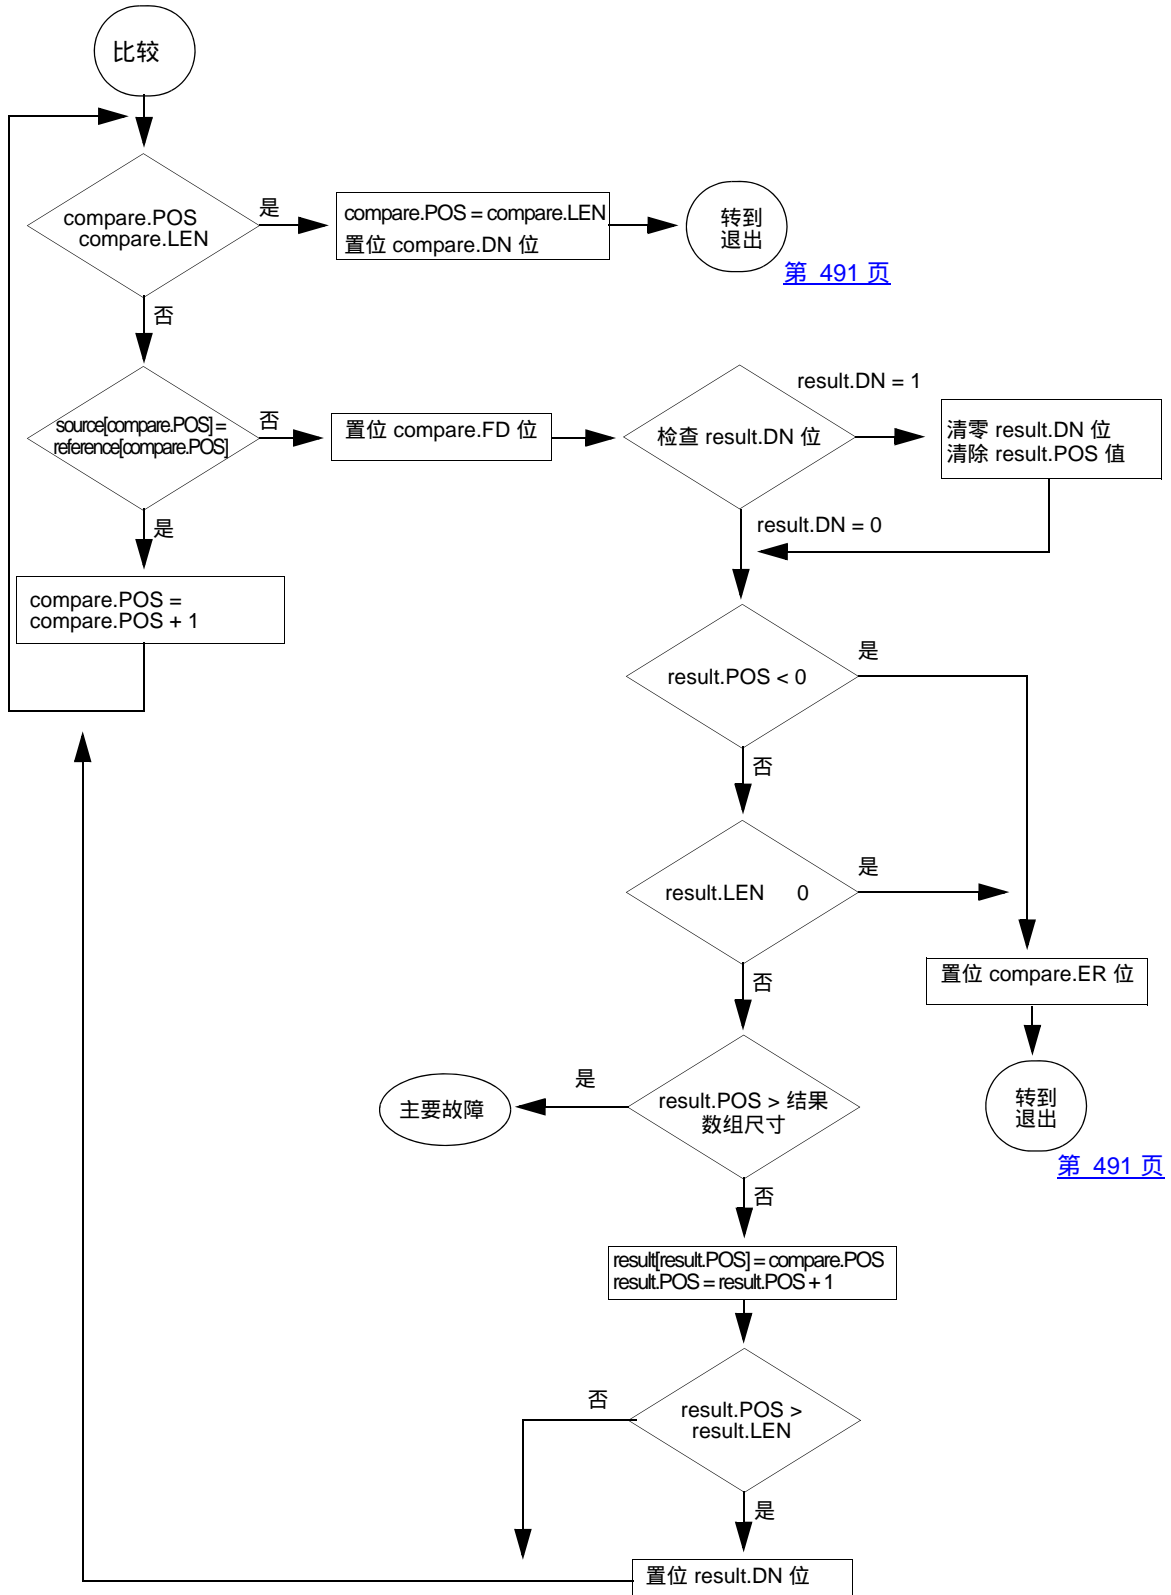 比较
compare.POS
compare.LEN
是
compare.POS = compare.LEN
置位 compare.DN 位
转到
退出
第 491 页
否
source[compare.POS] =
reference[compare.POS]
否
置位 compare.FD 位
检查 result.DN 位
result.DN = 1
清零 result.DN 位
清除 result.POS 值
是
result.DN = 0
compare.POS =
compare.POS + 1
result.POS < 0
是
否
result.LEN 0
是
否
置位 compare.ER 位
转到
退出
第 491 页
result.POS > 结果
数组尺寸
是
主要故障
否
result[result.POS] = compare.POS
result.POS = result.POS + 1
result.POS >
result.LEN
否
是
置位 result.DN 位